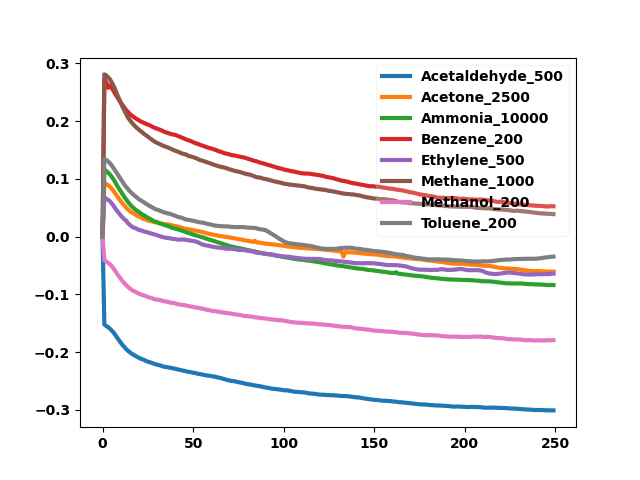 0.3
0.2
0.1
0.0
−0.1
−0.2
−0.3
0 50 100 150 200 250
Acetaldehyde_500
Acetone_2500
Ammonia_10000
Benzene_200
Ethylene_500
Methane_1000
Methanol_200
Toluene_200